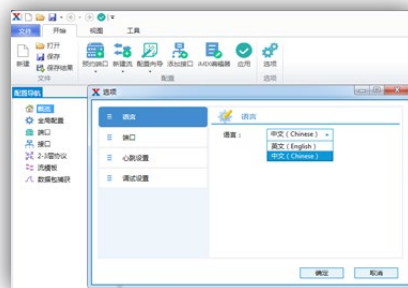 文件
开始
视图
工具
新建
打开
保存
保存结果
预约端口
新建流
配置向导
添加接口
iMIX编辑器
应用
选项
文件
配置
选项
配置导航
概览
全局配置
端口
接口
2-3层协议
流模板
数据包捕获
选项
语言
端口
心跳设置
调试设置
语言
语言：
中文（Chinese）
英文（English）
中文（Chinese）
确定
取消